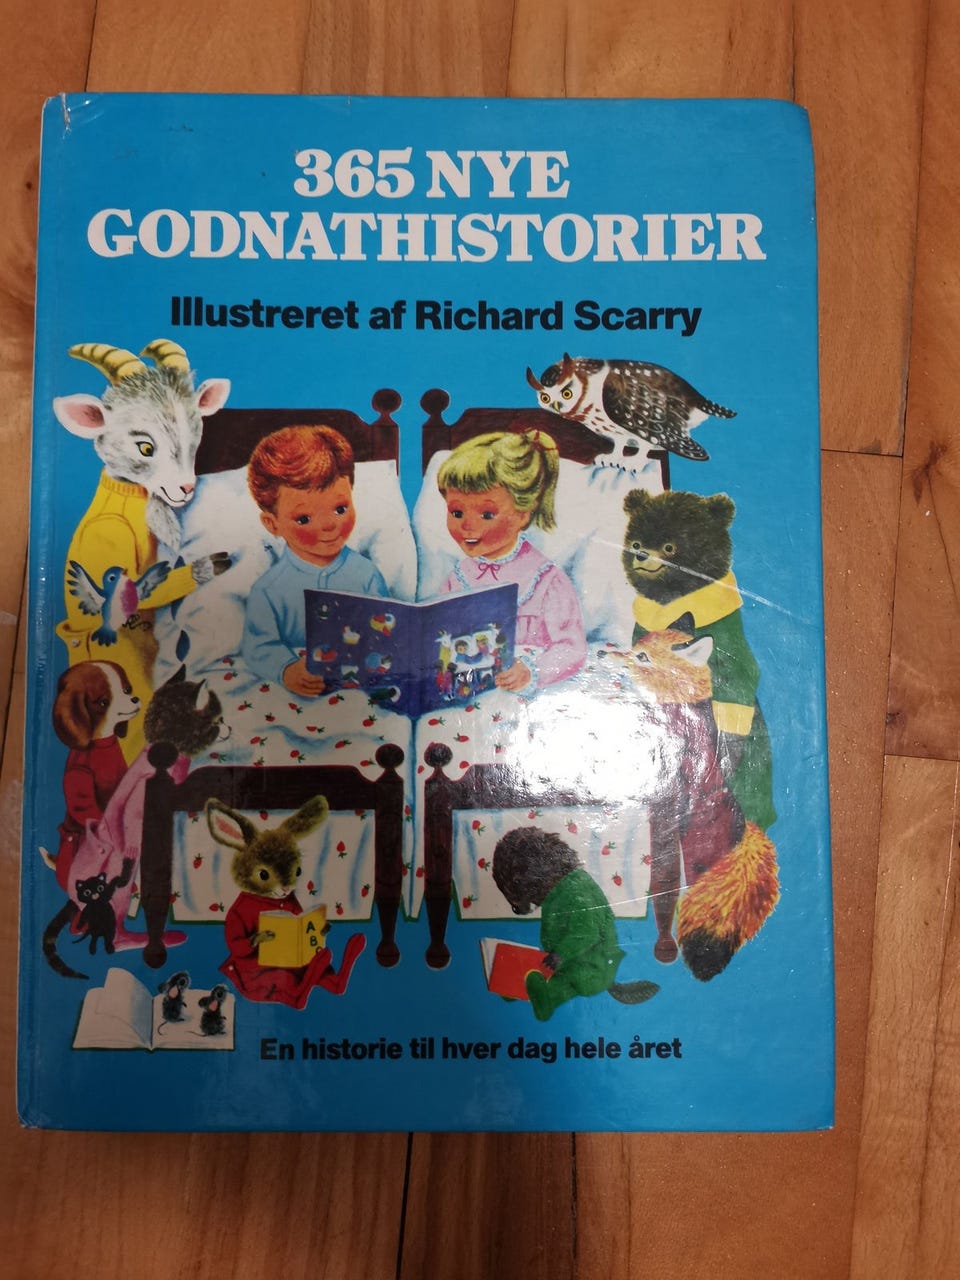 365 NYE
GODNATHISTORIER
Illustreret af Richard Scarry
A
B
C
En historie til hver dag hele året